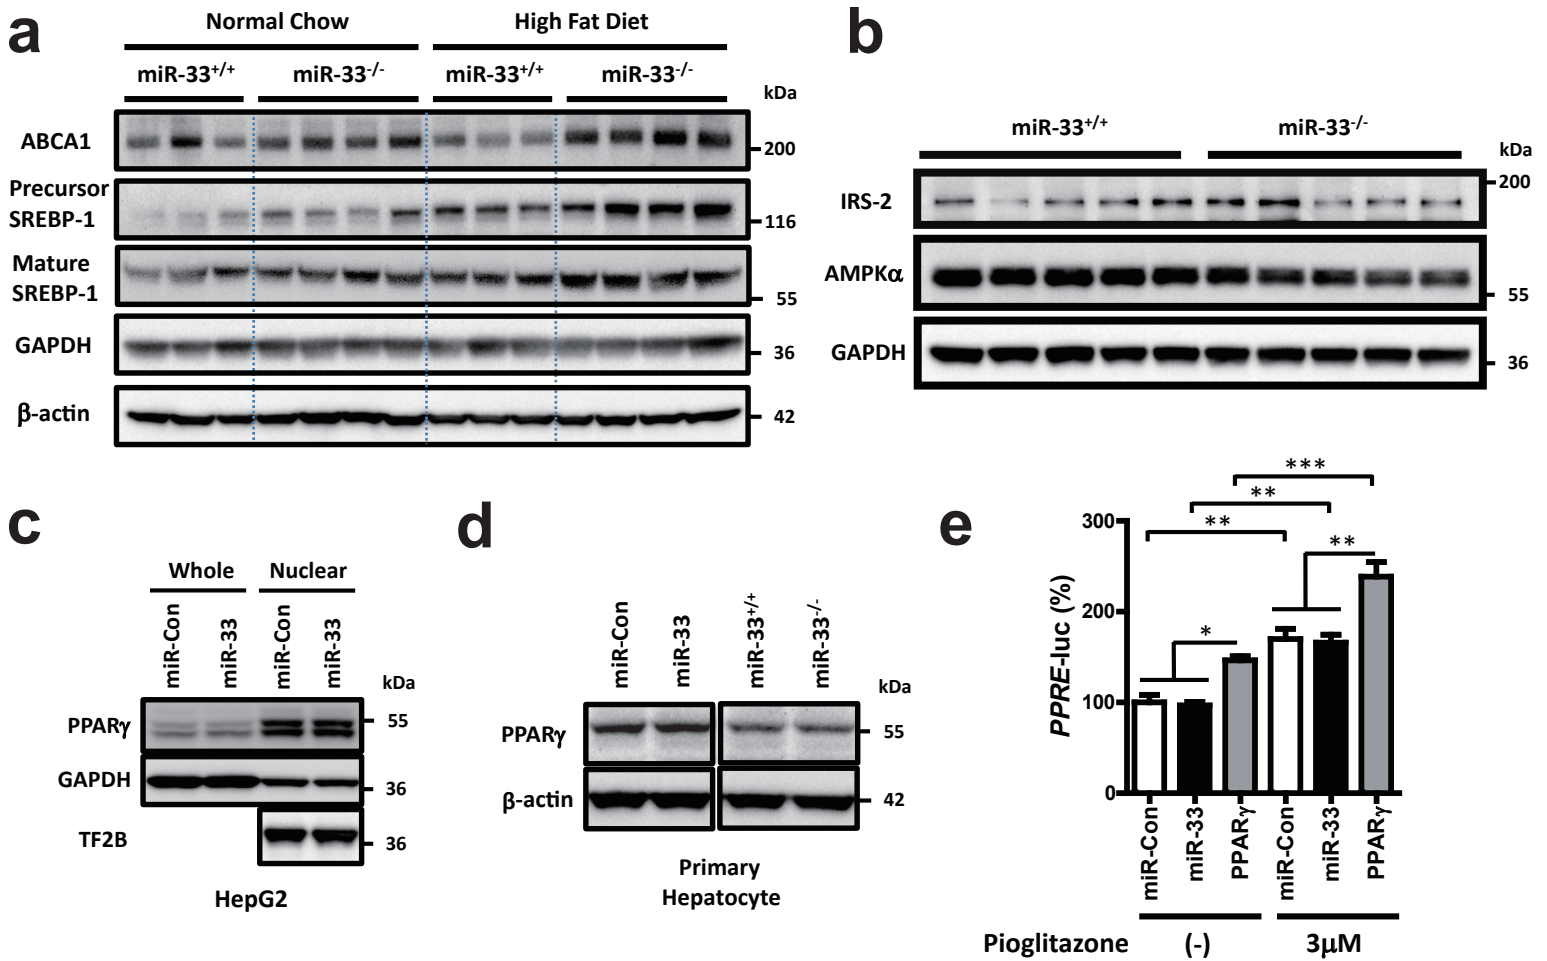 a
Normal Chow
High Fat Diet
miR-33+/+
miR-33-/-
miR-33+/+
miR-33-/-
kDa
ABCA1
200
Precursor
SREBP-1
116
Mature
SREBP-1
55
GAPDH
36
β-actin
42
b
miR-33+/+
miR-33-/-
kDa
200
IRS-2
AMPKα
55
GAPDH
36
c
Whole
Nuclear
miR-Con
miR-33
miR-Con
miR-33
kDa
PPARγ
55
GAPDH
36
TF2B
36
HepG2
d
miR-Con
miR-33
miR-33+/+
miR-33-/-
kDa
PPARγ
55
β-actin
42
Primary
Hepatocyte
e
***
**
**
**
*
PPRE-luc (%)
300
200
100
0
miR-Con
miR-33
PPARγ
miR-Con
miR-33
PPARγ
Pioglitazone
(-)
3μM